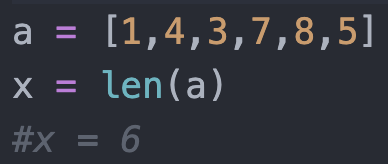 a = [1,4,3,7,8,5]
x = len(a)
#x = 6